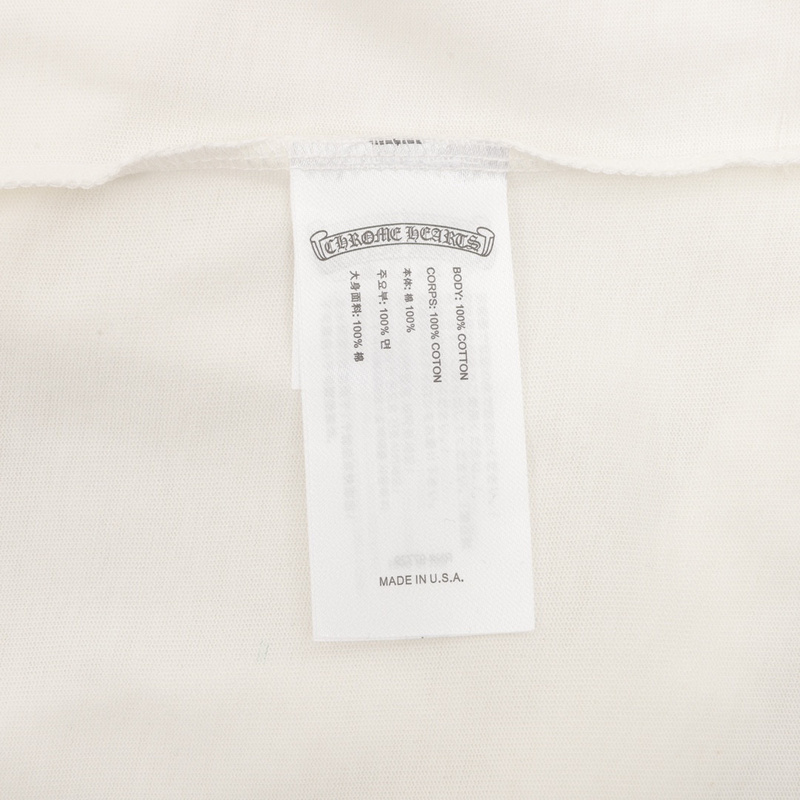 CHROME HEARTS
BODY: 100% COTTON
CORPS: 100% COTON
本体: 棉 100%
주요부: 100% 면
大身面料: 100% 棉
MADE IN U.S.A.